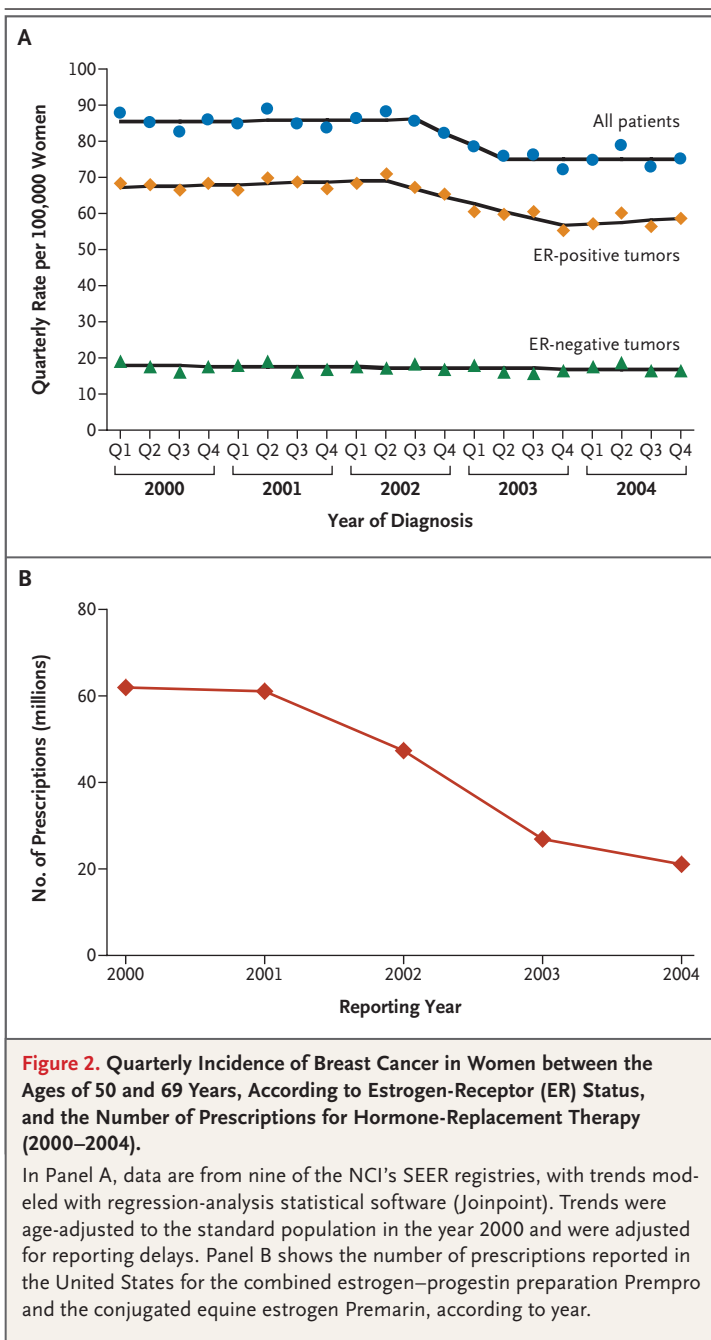 A
100
90
80
70
60
50
40
30
20
10
0
Quarterly Rate per 100,000 Women
All patients
ER-positive tumors
ER-negative tumors
Q1 Q2 Q3 Q4 Q1 Q2 Q3 Q4 Q1 Q2 Q3 Q4 Q1 Q2 Q3 Q4 Q1 Q2 Q3 Q4
2000 2001 2002 2003 2004
Year of Diagnosis
B
80
60
40
20
0
No. of Prescriptions (millions)
2000 2001 2002 2003 2004
Reporting Year
Figure 2. Quarterly Incidence of Breast Cancer in Women between the
Ages of 50 and 69 Years, According to Estrogen-Receptor (ER) Status,
and the Number of Prescriptions for Hormone-Replacement Therapy
(2000–2004).
In Panel A, data are from nine of the NCI's SEER registries, with trends mod-
eled with regression-analysis statistical software (Joinpoint). Trends were
age-adjusted to the standard population in the year 2000 and were adjusted
for reporting delays. Panel B shows the number of prescriptions reported in
the United States for the combined estrogen–progestin preparation Prempro
and the conjugated equine estrogen Premarin, according to year.